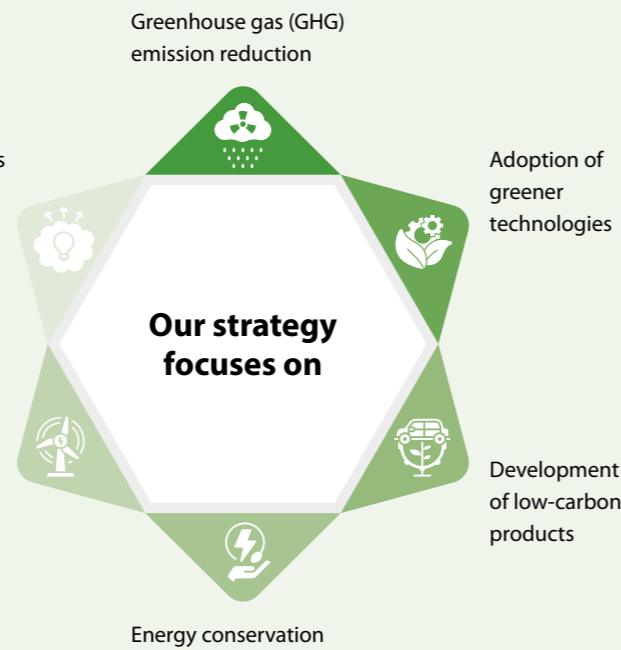 Greenhouse gas (GHG)
emission reduction
Adoption of
greener
technologies
Our strategy
focuses on
Development
of low-carbon
products
Energy conservation